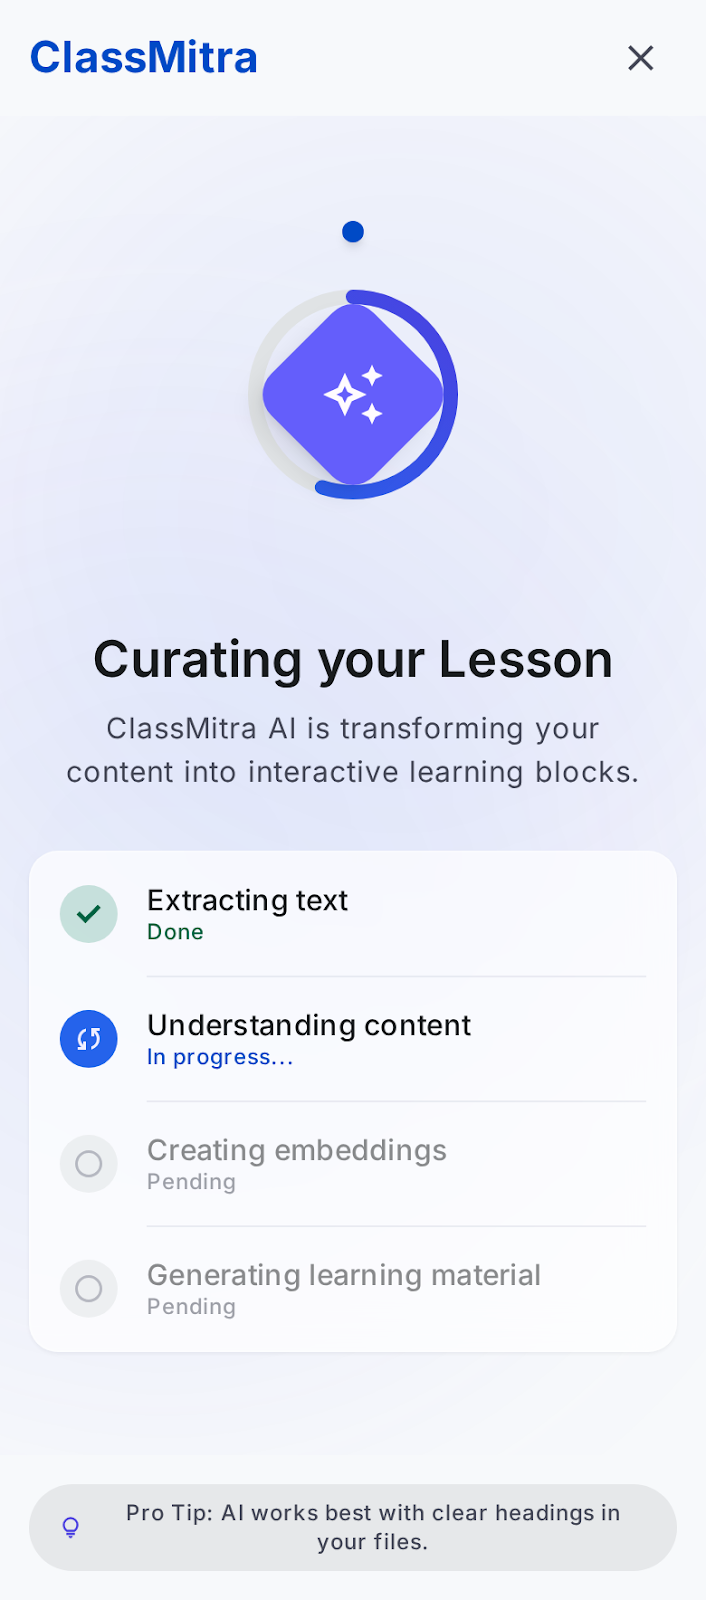 ClassMitra
Curating your Lesson
ClassMitra AI is transforming your
content into interactive learning blocks.
Extracting text
Done
Understanding content
In progress...
Creating embeddings
Pending
Generating learning material
Pending
Pro Tip: AI works best with clear headings in
your files.